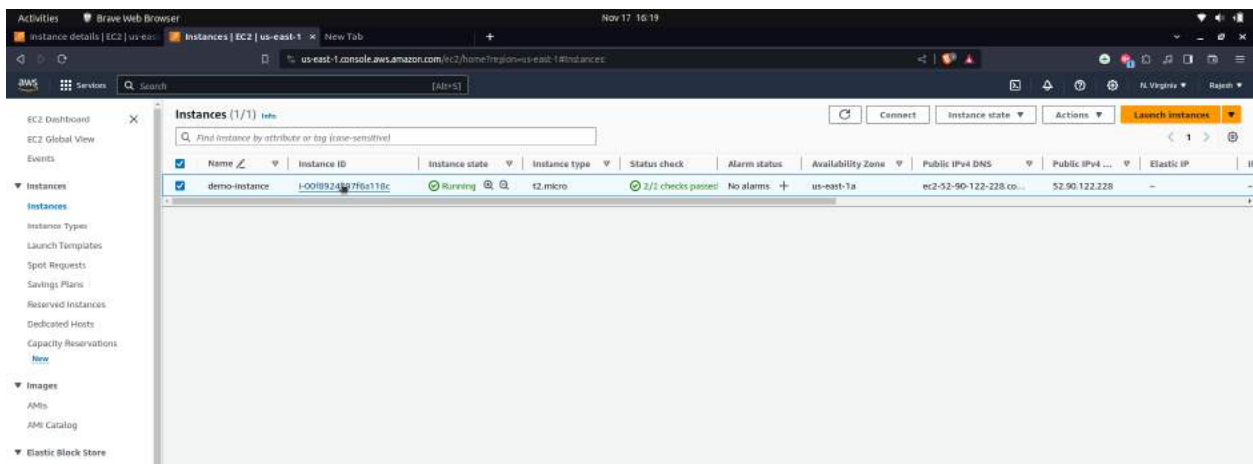 Activities Brave Web Browser Nov 17 16:19
Instance details | EC2 | us-eas Instances | EC2 | us-east-1 × New Tab +
us-east-1.console.aws.amazon.com/ec2/home?region=us-east-1#Instances:
aws Services Search [Alt+S] N. Virginia Rajesh
EC2 Dashboard
EC2 Global View
Events
Instances
Instances
Instance Types
Launch Templates
Spot Requests
Savings Plans
Reserved Instances
Dedicated Hosts
Capacity Reservations
New
Images
AMIs
AMI Catalog
Elastic Block Store
Instances (1/1) Info
Connect Instance state Actions Launch instances
Find Instance by attribute or tag (case-sensitive)
1
Name Instance ID Instance state Instance type Status check Alarm status Availability Zone Public IPv4 DNS Public IPv4 ... Elastic IP
demo-instance Running t2.micro 2/2 checks passed No alarms + us-east-1a ec2-52-90-122-228.co... 52.90.122.228 –